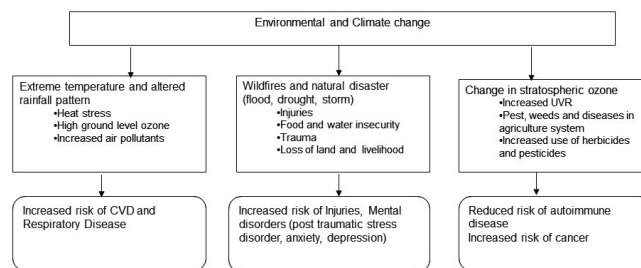 Environmental and Climate change
Extreme temperature and altered
rainfall pattern
•Heat stress
•High ground level ozone
•Increased air pollutants
Wildfires and natural disaster
(flood, drought, storm)
•Injuries
•Food and water insecurity
•Trauma
•Loss of land and livelihood
Change in stratospheric ozone
•Increased UVR
•Pest, weeds and diseases in
agriculture system
•Increased use of herbicides
and pesticides
Increased risk of CVD and
Respiratory Disease
Increased risk of Injuries, Mental
disorders (post traumatic stress
disorder, anxiety, depression)
Reduced risk of autoimmune
disease
Increased risk of cancer